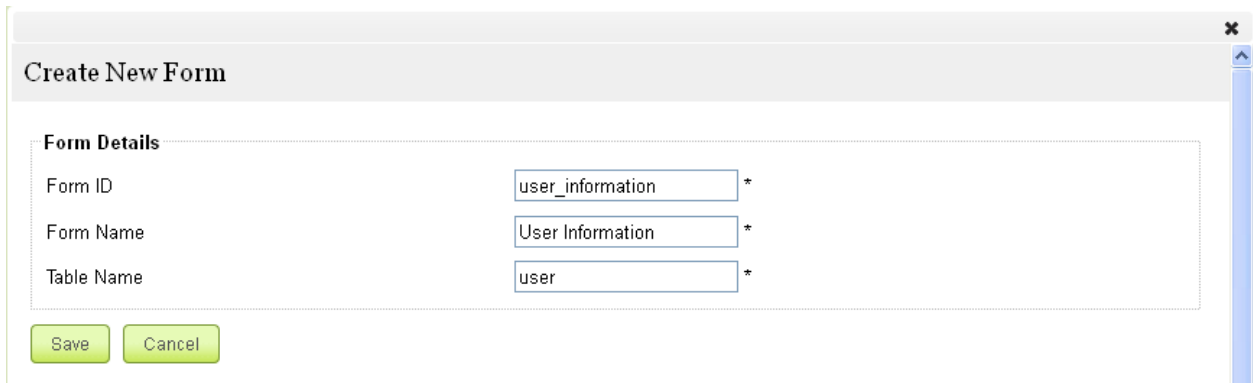 Create New Form
Form Details
Form ID user_information *
Form Name User Information *
Table Name user *
Save Cancel